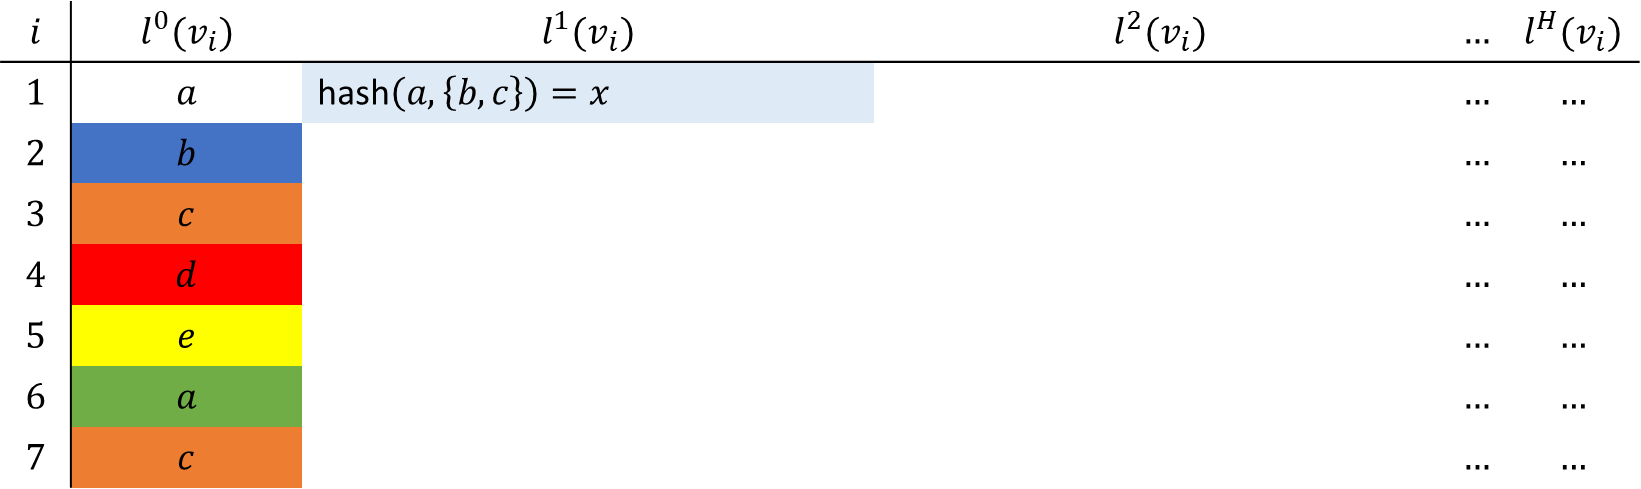 i l⁰(vᵢ) l¹(vᵢ) l²(vᵢ) ... lᴴ(vᵢ)
1 a hash(a, {b, c}) = x ... ...
2 b ... ...
3 c ... ...
4 d ... ...
5 e ... ...
6 a ... ...
7 c ... ...